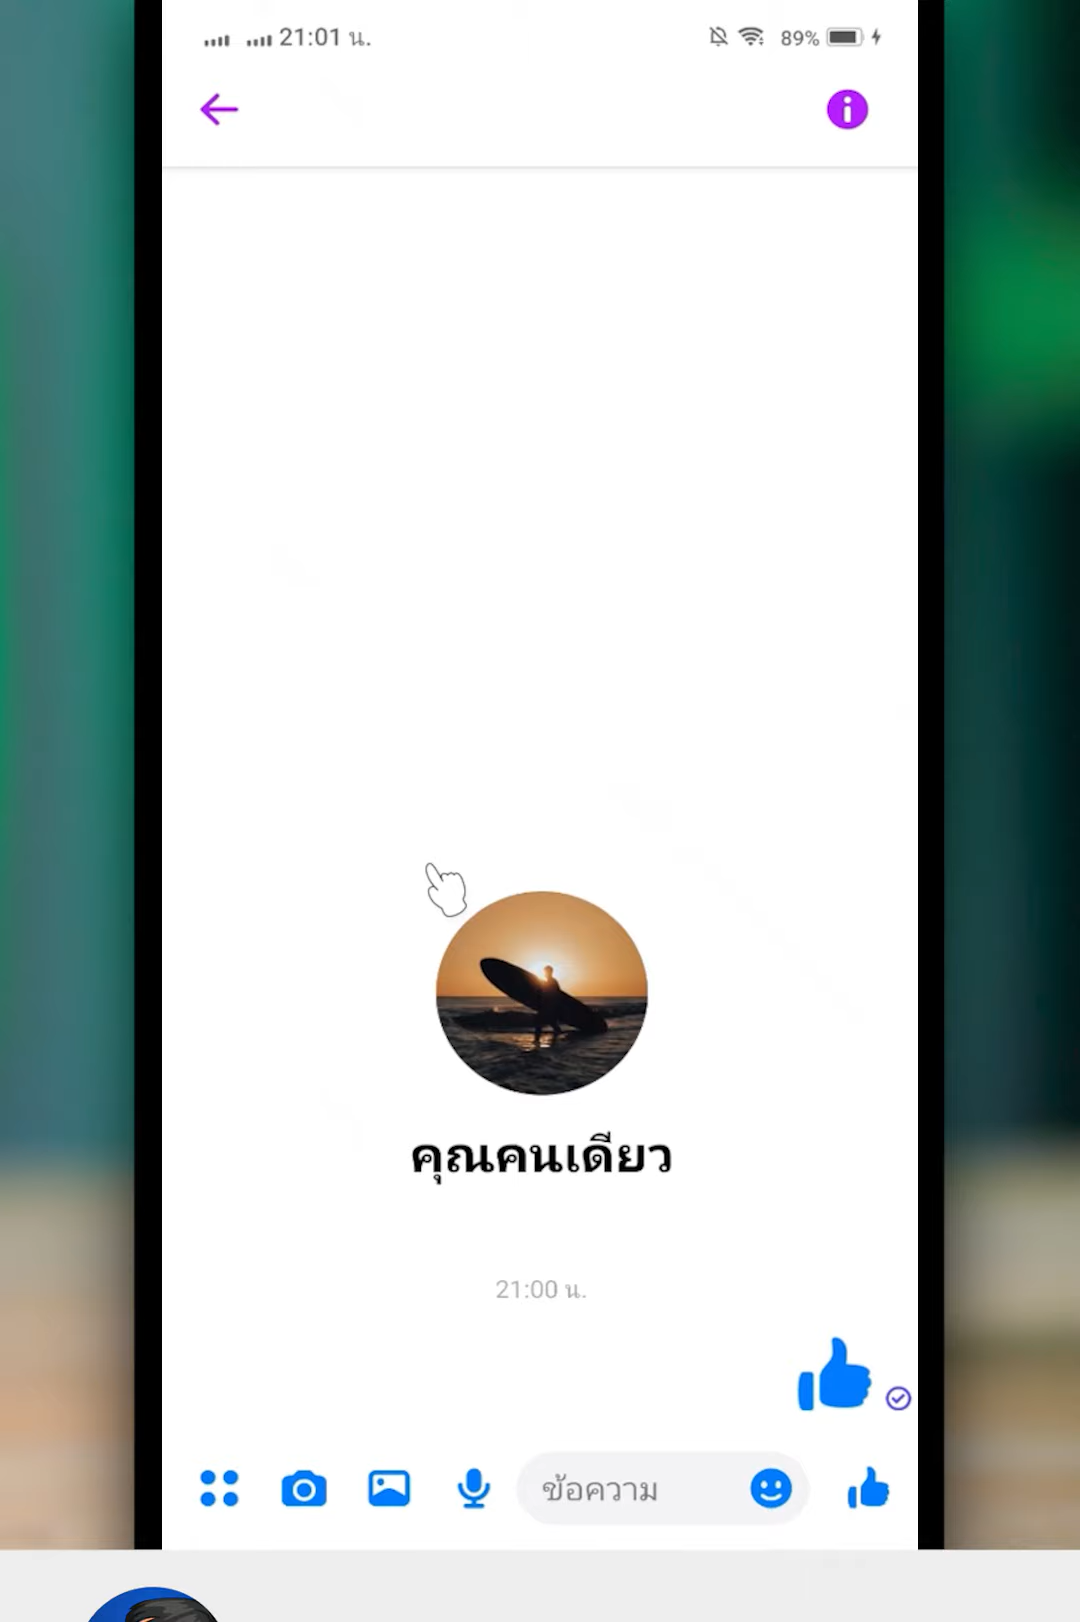 21:01 น.
89%
คุณคนเดียว
21:00 น.
ข้อความ